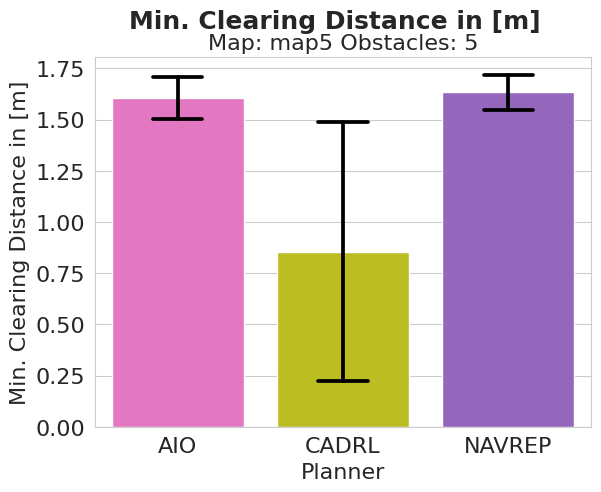 Min. Clearing Distance in [m]
Map: map5 Obstacles: 5
Min. Clearing Distance in [m]
1.75
1.50
1.25
1.00
0.75
0.50
0.25
0.00
AIO
CADRL
NAVREP
Planner